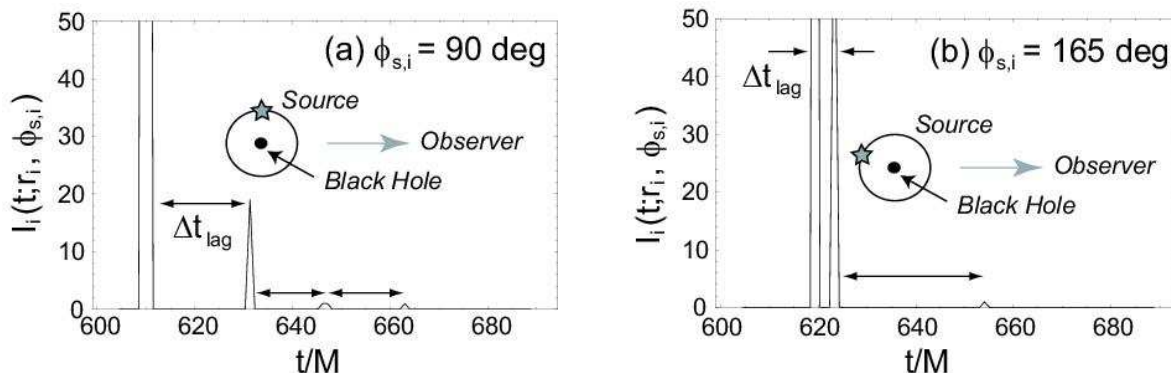 (a) ϕs,i = 90 deg
50
40
30
20
10
0
Ii(t;ri, ϕs,i)
Source
Observer
Black Hole
Δtlag
600 620 640 660 680
t/M
(b) ϕs,i = 165 deg
50
40
30
20
10
0
Ii(t;ri, ϕs,i)
Δtlag
Source
Observer
Black Hole
600 620 640 660 680
t/M